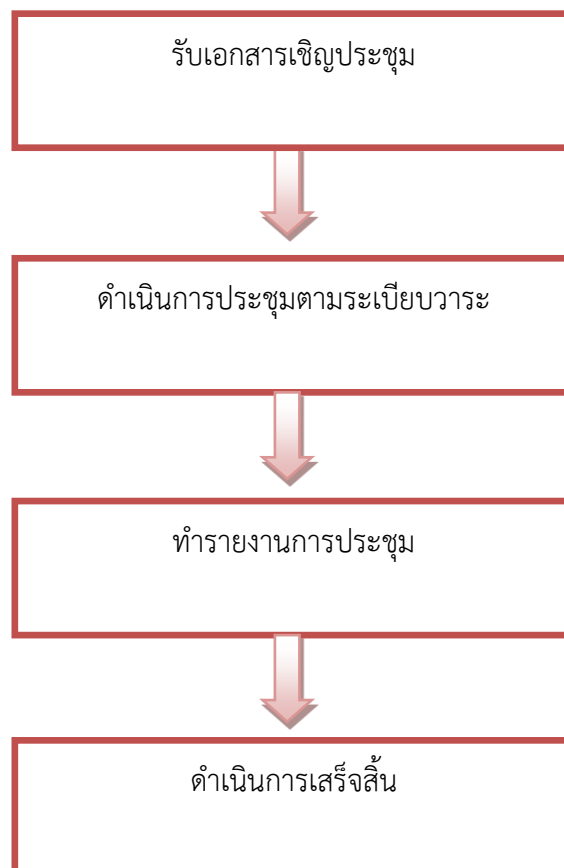 รับเอกสารเชิญประชุม
ดำเนินการประชุมตามระเบียบวาระ
ทำรายงานการประชุม
ดำเนินการเสร็จสิ้น